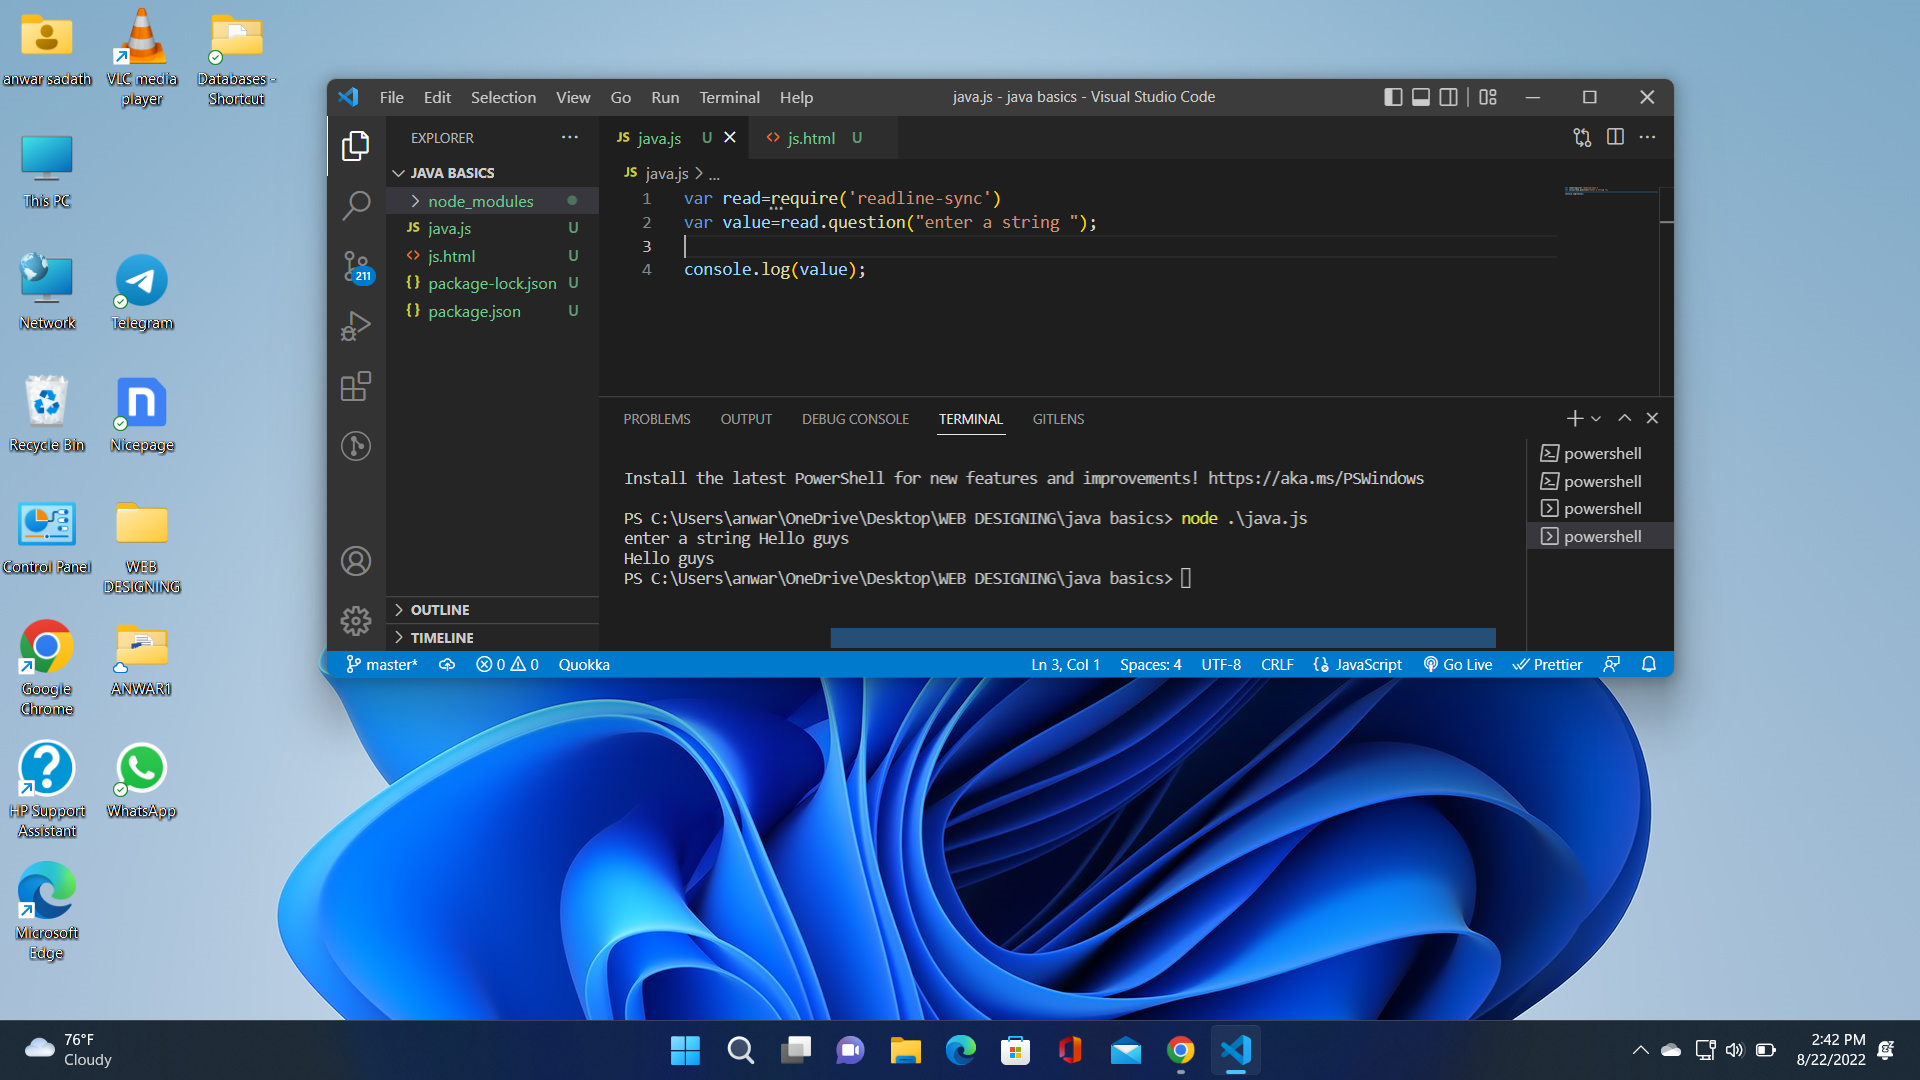 anwar sadath
VLC media
player
Databases -
Shortcut
This PC
Network
Telegram
Recycle Bin
Nicepage
Control Panel
WEB
DESIGNING
Google
Chrome
ANWAR1
HP Support
Assistant
WhatsApp
Microsoft
Edge
File Edit Selection View Go Run Terminal Help
java.js - java basics - Visual Studio Code
EXPLORER
JAVA BASICS
node_modules
JS java.js U
<> js.html U
{} package-lock.json U
{} package.json U
211
OUTLINE
TIMELINE
JS java.js U
<> js.html U
JS java.js > ...
1 var read=require('readline-sync')
2 var value=read.question("enter a string ");
3
4 console.log(value);
PROBLEMS OUTPUT DEBUG CONSOLE TERMINAL GITLENS
Install the latest PowerShell for new features and improvements! https://aka.ms/PSWindows
PS C:\Users\anwar\OneDrive\Desktop\WEB DESIGNING\java basics> node .\java.js
enter a string Hello guys
Hello guys
PS C:\Users\anwar\OneDrive\Desktop\WEB DESIGNING\java basics>
powershell
powershell
powershell
powershell
master* 0 0 Quokka
Ln 3, Col 1 Spaces: 4 UTF-8 CRLF JavaScript Go Live Prettier
76°F
Cloudy
2:42 PM
8/22/2022